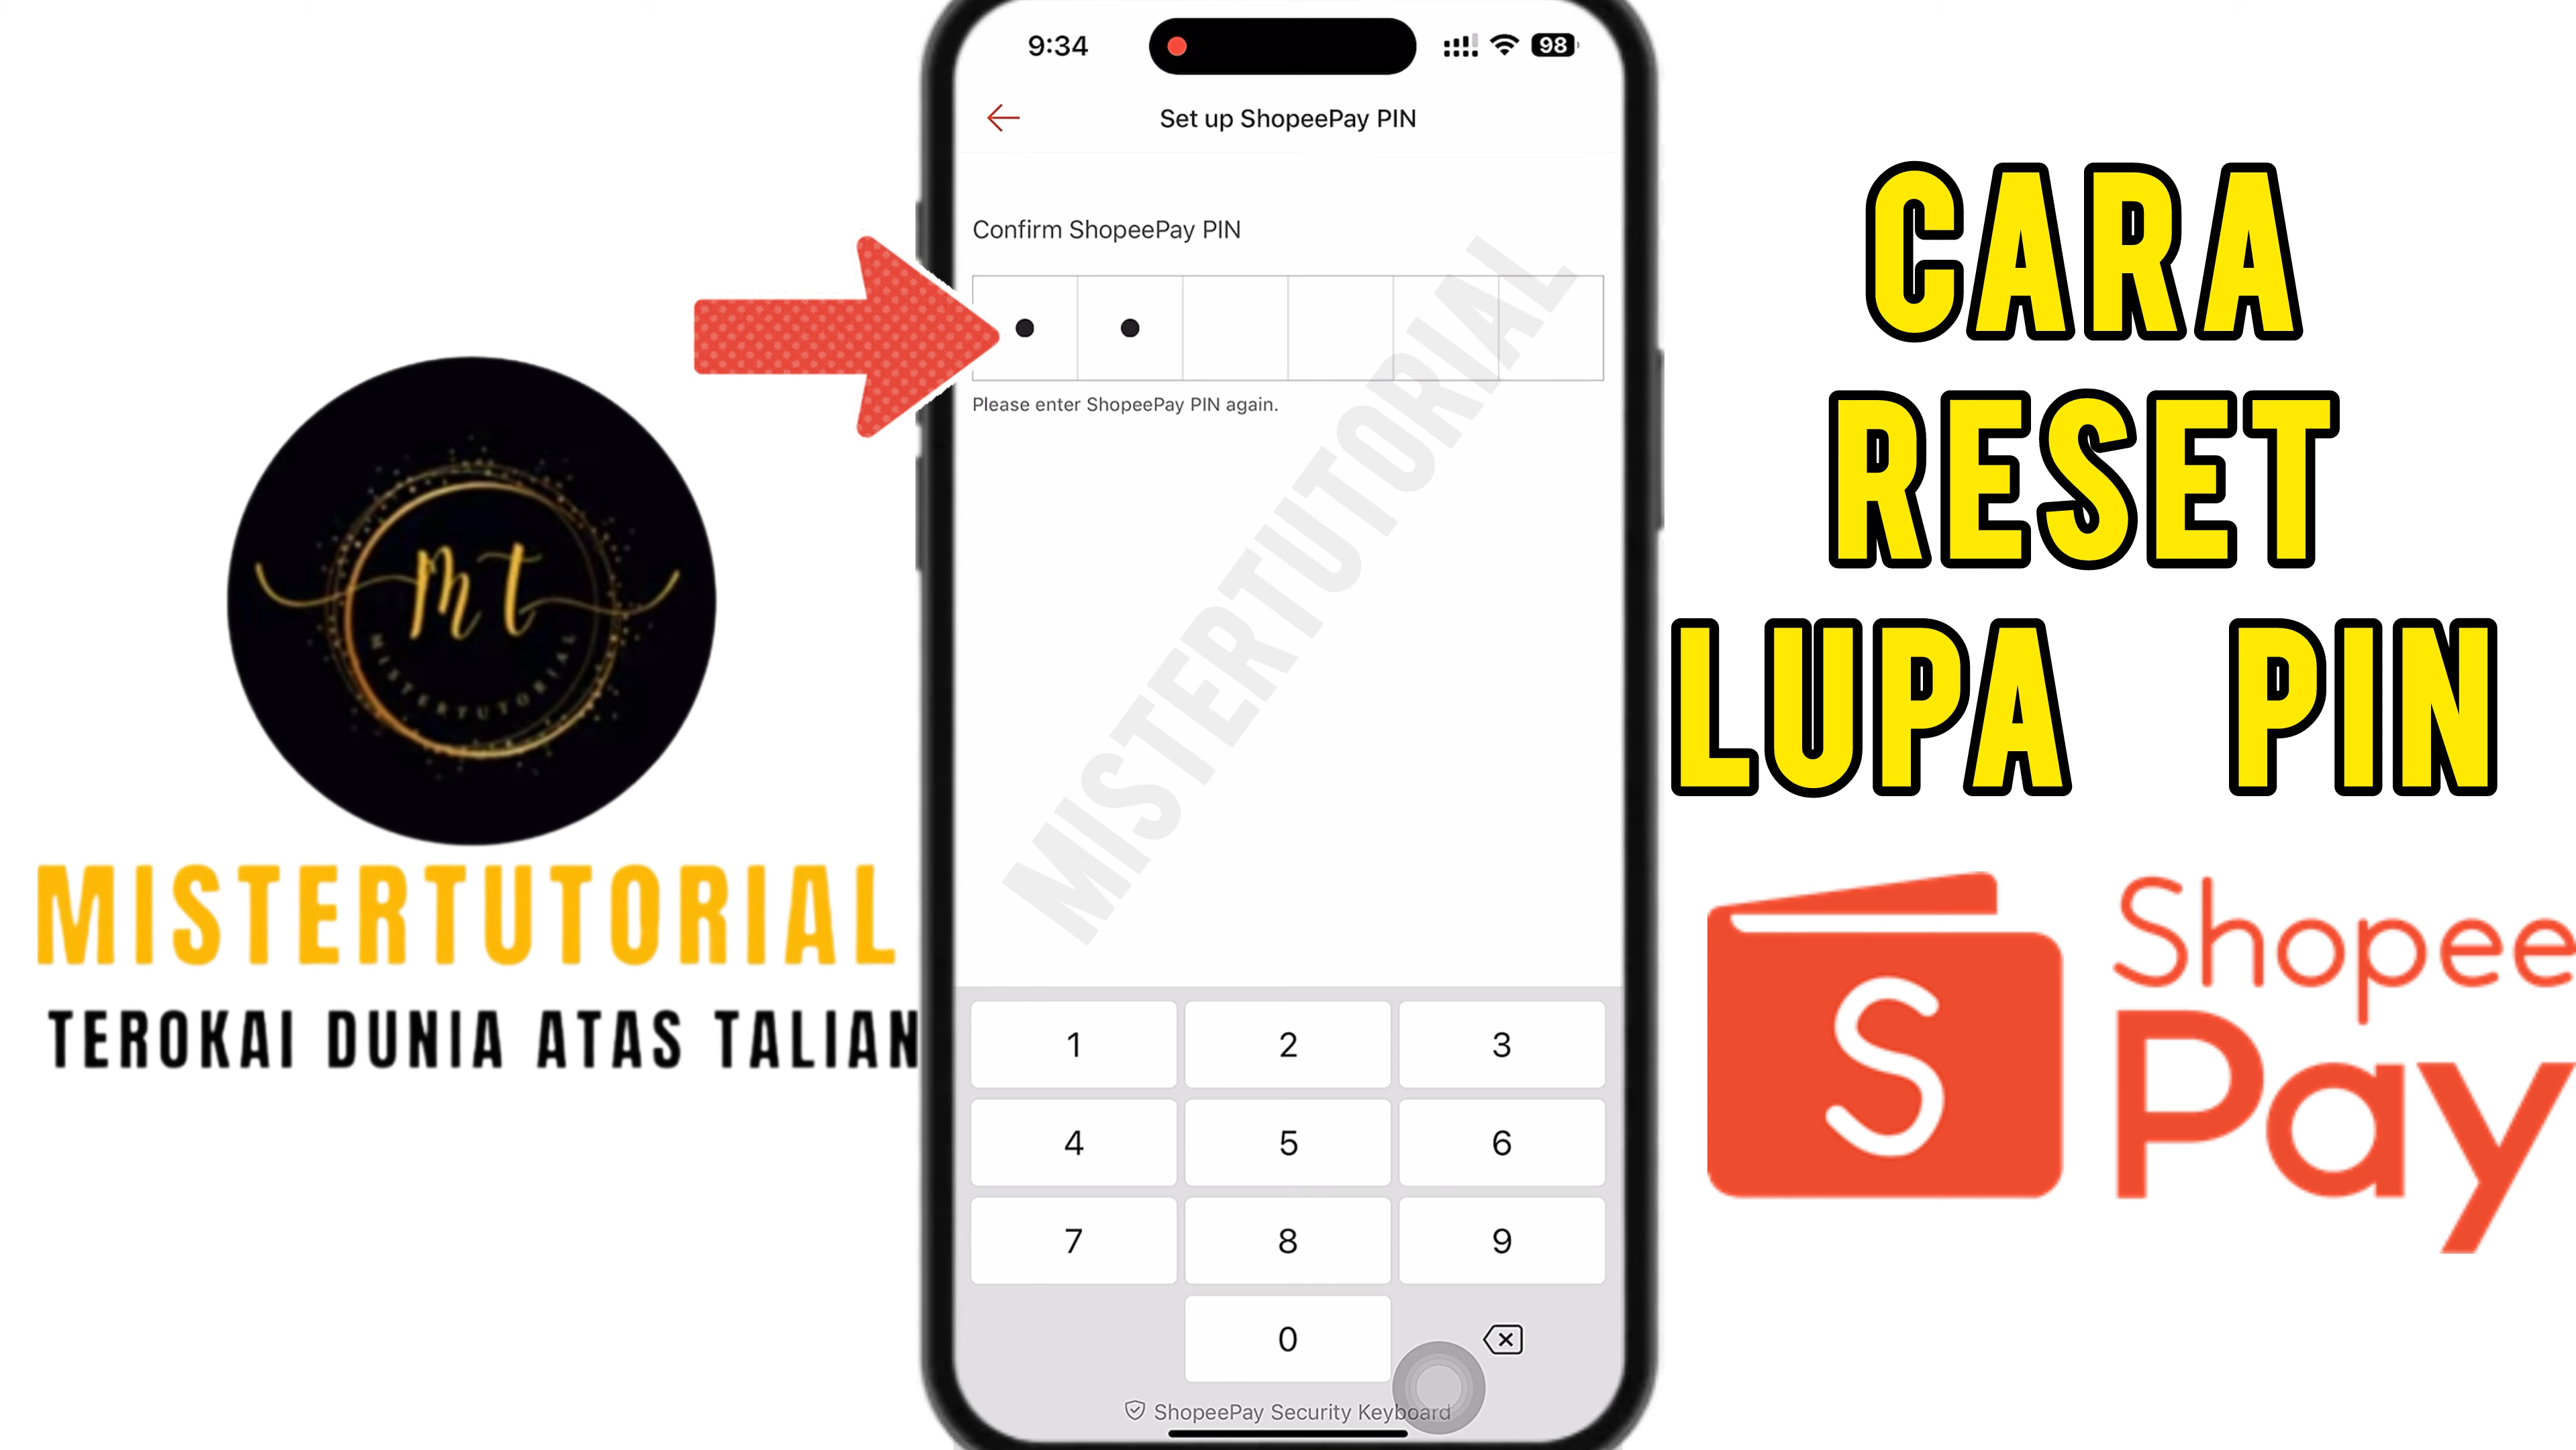 9:34
98
Set up ShopeePay PIN
Confirm ShopeePay PIN
Please enter ShopeePay PIN again.
MISTERTUTORIAL
1 2 3
4 5 6
7 8 9
0
ShopeePay Security Keyboard
mt
MISTERTUTORIAL
MISTERTUTORIAL
TEROKAI DUNIA ATAS TALIAN
CARA
RESET
LUPA PIN
S
Shopee
Pay